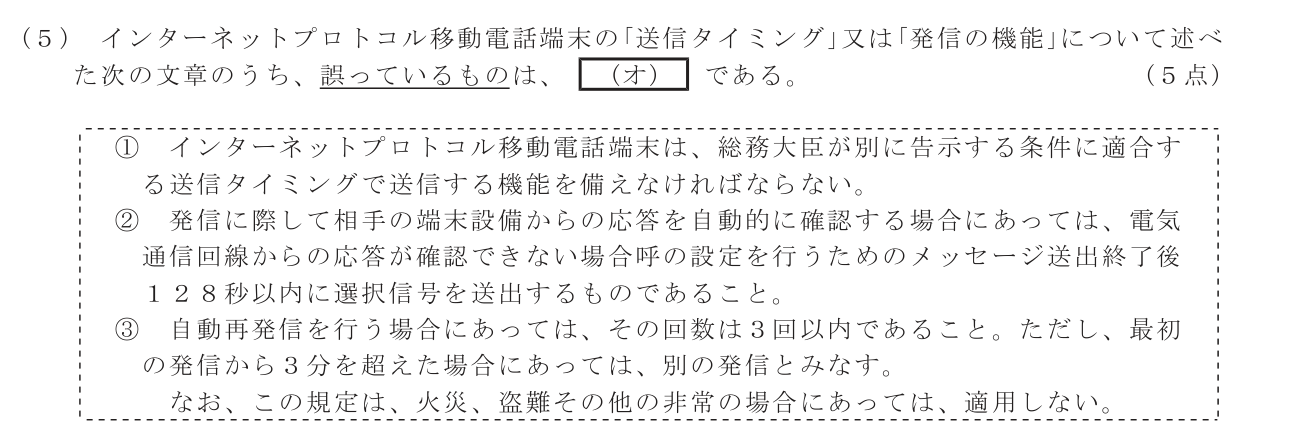 （５） インターネットプロトコル移動電話端末の「送信タイミング」又は「発信の機能」について述べ
た次の文章のうち、誤っているものは、 （オ） である。 （５点）
① インターネットプロトコル移動電話端末は、総務大臣が別に告示する条件に適合す
る送信タイミングで送信する機能を備えなければならない。
② 発信に際して相手の端末設備からの応答を自動的に確認する場合にあっては、電気
通信回線からの応答が確認できない場合呼の設定を行うためのメッセージ送出終了後
１２８秒以内に選択信号を送出するものであること。
③ 自動再発信を行う場合にあっては、その回数は３回以内であること。ただし、最初
の発信から３分を超えた場合にあっては、別の発信とみなす。
なお、この規定は、火災、盗難その他の非常の場合にあっては、適用しない。